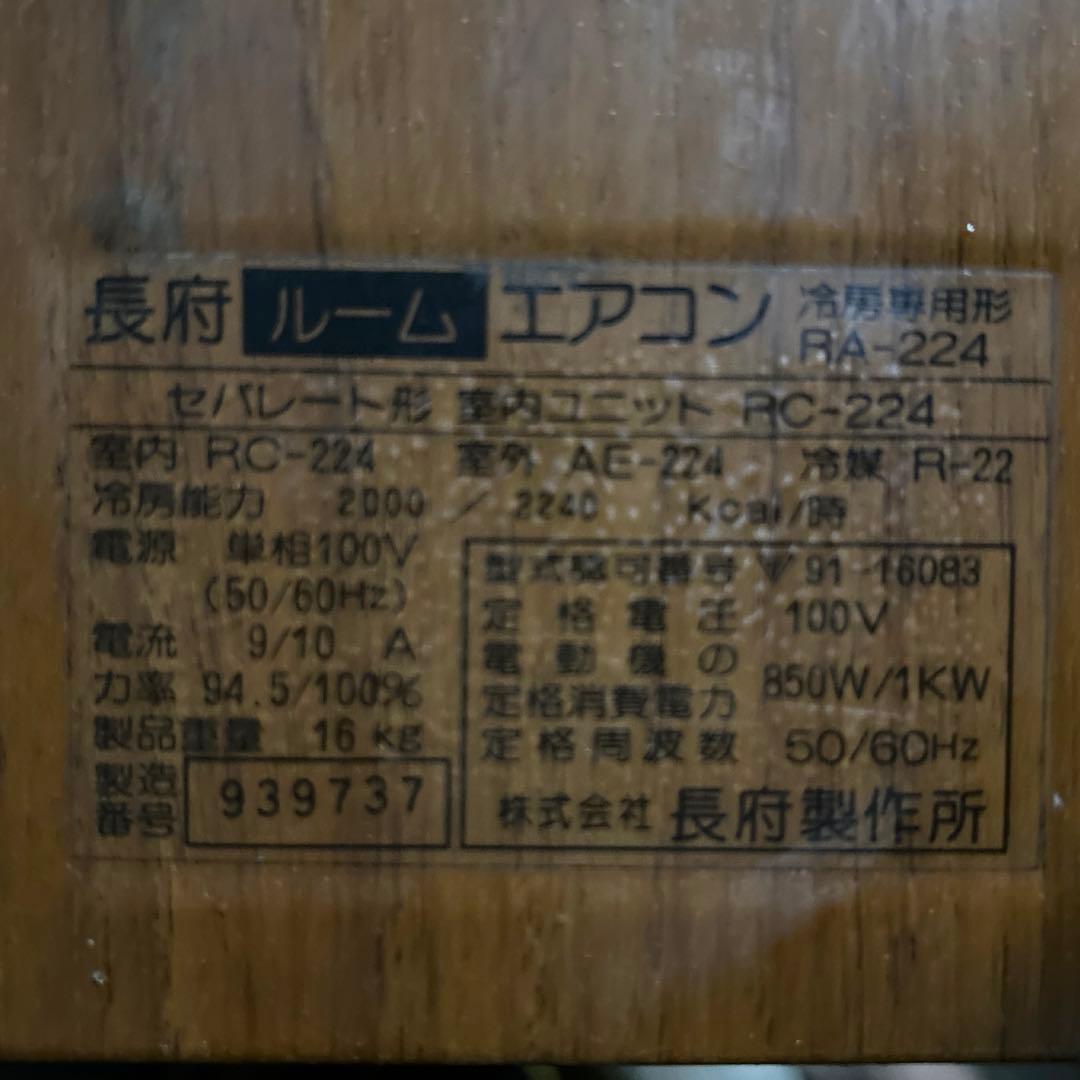 長府 ルーム エアコン 冷房専用形
RA-224
セパレート形 室内ユニット RC-224
室内 RC-224 室外 AE-224 冷媒 R-22
冷房能力 2000 / 2240 Kcal/時
電源 単相100V
(50/60Hz)
電流 9/10 A
力率 94.5/100%
製品重量 16 kg
製造
番号 939737
型式認可番号 91-16083
定格電圧 100V
電動機の
定格消費電力 850W/1KW
定格周波数 50/60Hz
株式会社 長府製作所